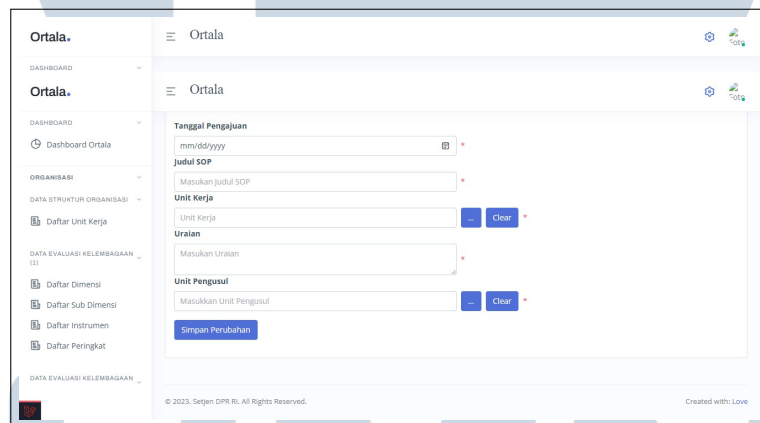 Ortala.
Ortala
Foto
DASHBOARD
Ortala.
Ortala
Foto
DASHBOARD
Dashboard Ortala
ORGANISASI
DATA STRUKTUR ORGANISASI
Daftar Unit Kerja
DATA EVALUASI KELEMBAGAAN
(1)
Daftar Dimensi
Daftar Sub Dimensi
Daftar Instrumen
Daftar Peringkat
DATA EVALUASI KELEMBAGAAN
Tanggal Pengajuan
mm/dd/yyyy *
Judul SOP
Masukan Judul SOP *
Unit Kerja
Unit Kerja ... Clear *
Uraian
Masukan Uraian *
Unit Pengusul
Masukkan Unit Pengusul ... Clear *
Simpan Perubahan
© 2023. Setjen DPR RI. All Rights Reserved.
Created with: Love